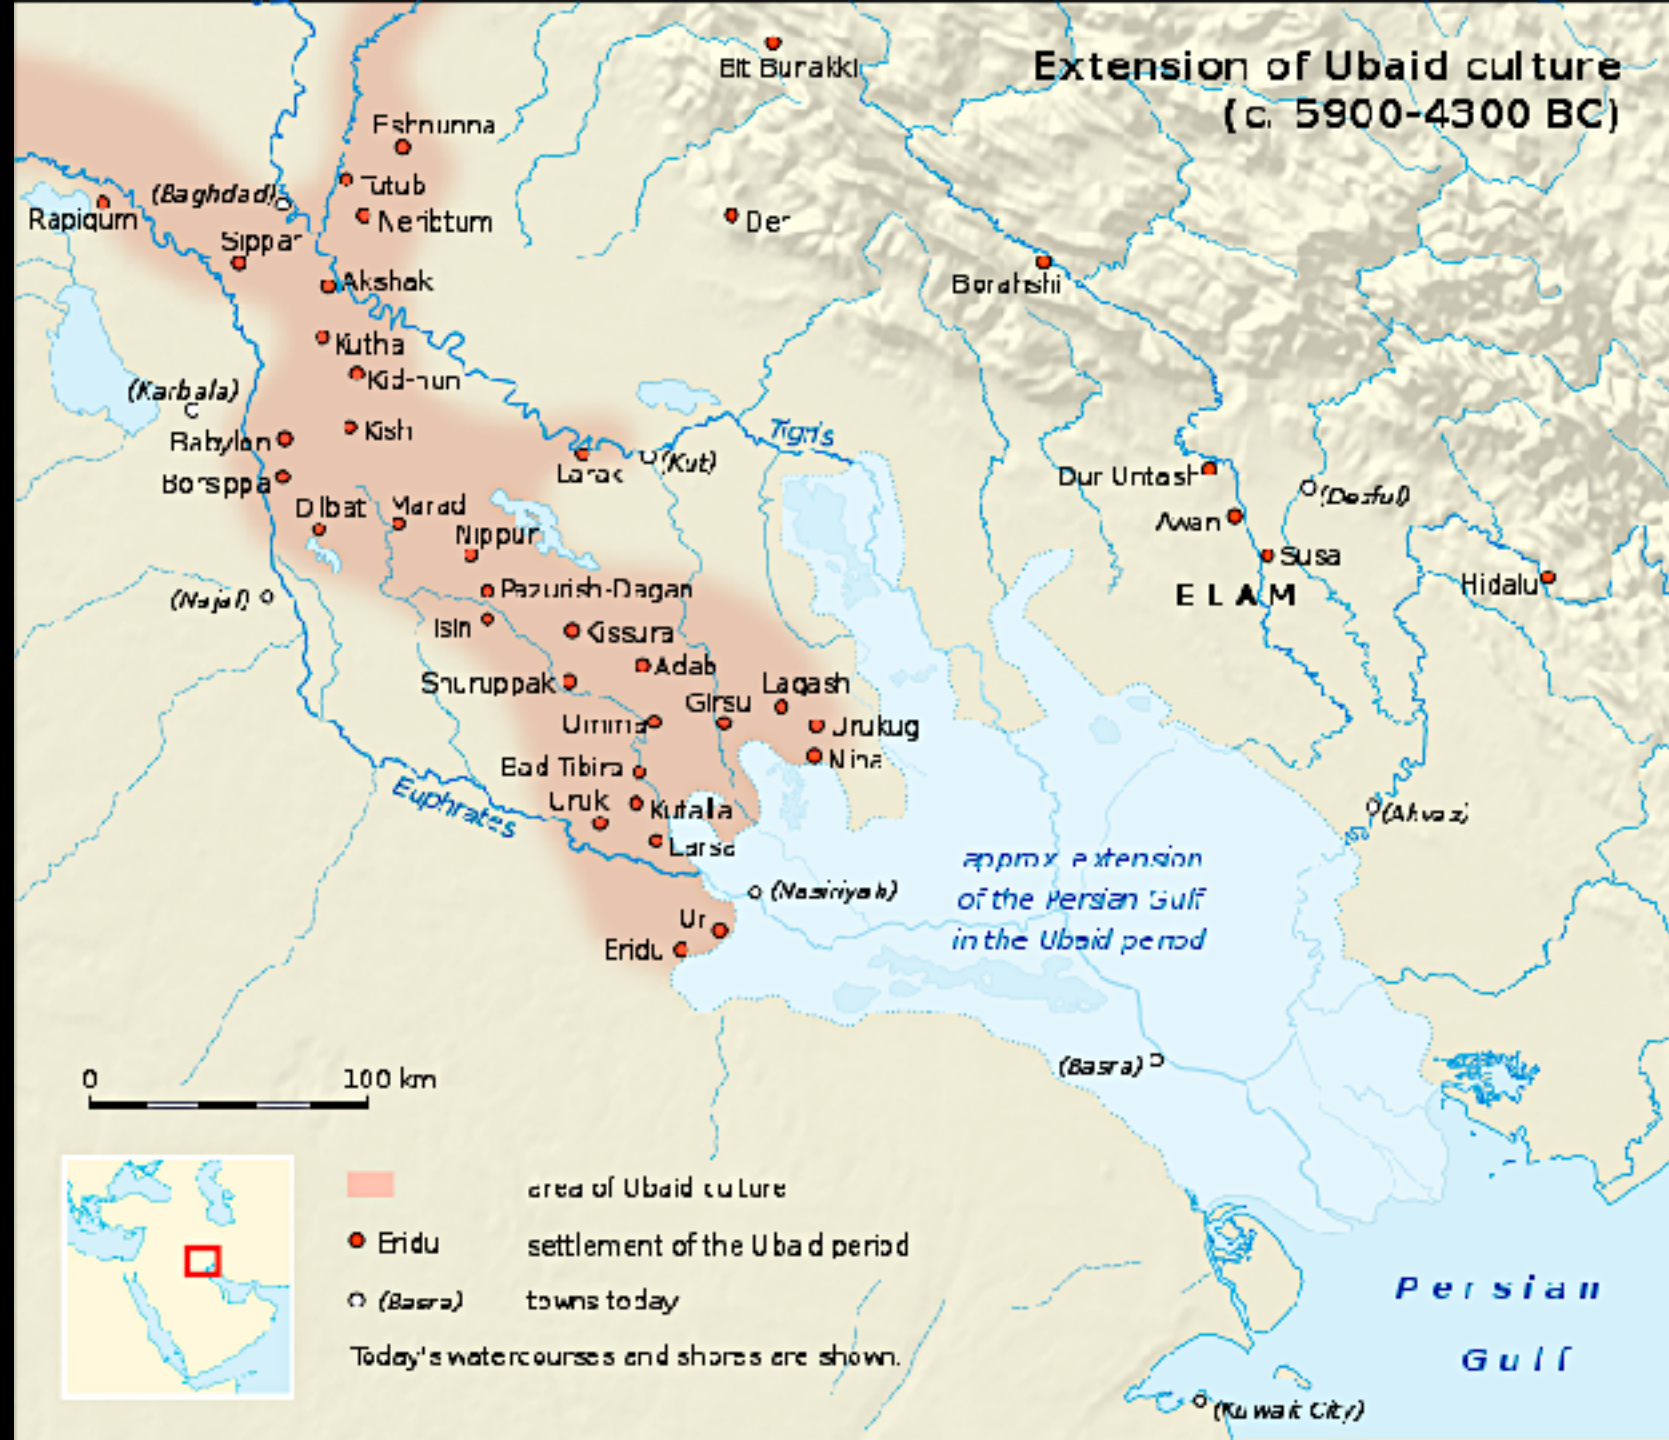 Extension of Ubaid culture
(c. 5900-4300 BC)
Bit Burakki
Eshnunna
Tutub
(Baghdad)
Rapiqum
Neribtum
Der
Sippar
Borahshi
Akshak
Kutha
Kid-nun
(Karbala)
Kish
Babylon
Tigris
Larak
(Kut)
Borsippa
Dur Untash
(Dezful)
Dilbat
Marad
Nippur
Awan
Susa
Hidalu
ELAM
(Najaf)
Pazurish-Dagan
Isin
Kissura
Adab
Shuruppak
Lagash
Girsu
Umma
Urukug
Nina
Bad Tibira
Euphrates
Uruk
Kutalla
Larsa
(Ahvaz)
approx. extension
of the Persian Gulf
in the Ubaid period
(Nasiriyah)
Ur
Eridu
(Basra)
0
100 km
area of Ubaid culture
Eridu
settlement of the Ubaid period
(Basra)
towns today
Today's watercourses and shores are shown.
Persian
Gulf
(Kuwait City)